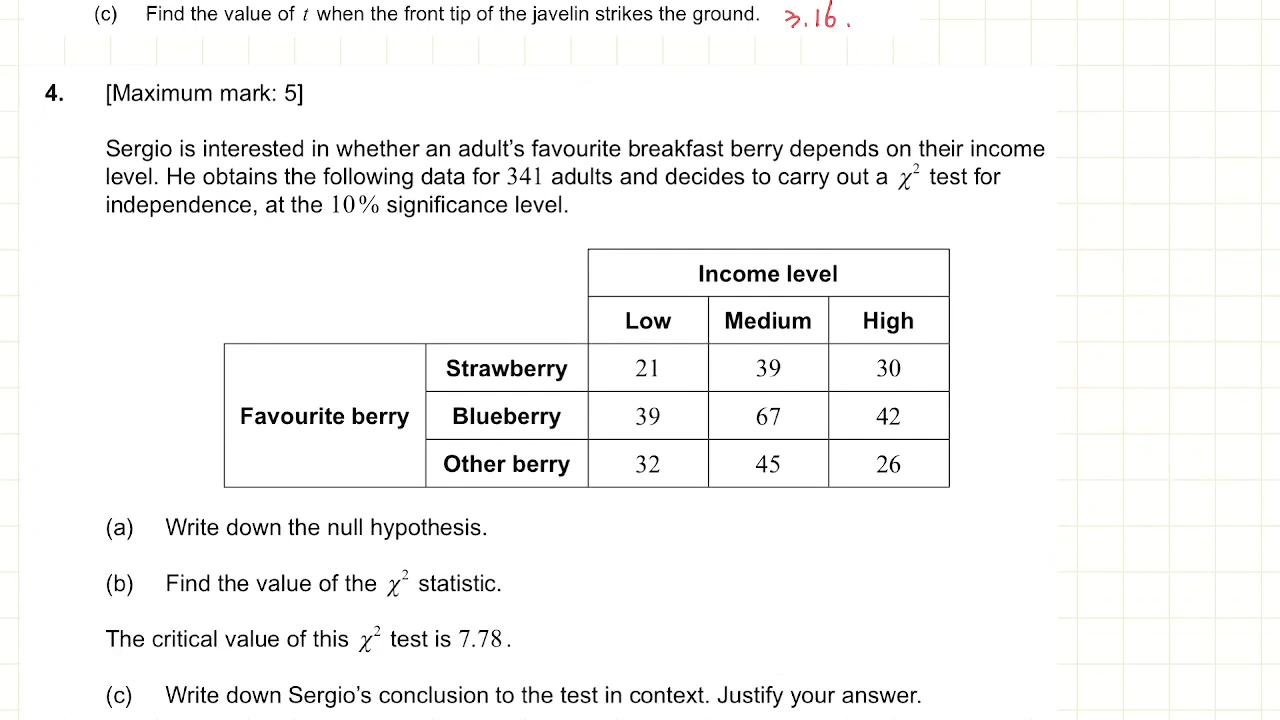 (c) Find the value of t when the front tip of the javelin strikes the ground. 3.16.
4. [Maximum mark: 5]
Sergio is interested in whether an adult's favourite breakfast berry depends on their income
level. He obtains the following data for 341 adults and decides to carry out a χ² test for
independence, at the 10% significance level.
Income level
Low Medium High
Strawberry 21 39 30
Favourite berry Blueberry 39 67 42
Other berry 32 45 26
(a) Write down the null hypothesis.
(b) Find the value of the χ² statistic.
The critical value of this χ² test is 7.78.
(c) Write down Sergio's conclusion to the test in context. Justify your answer.